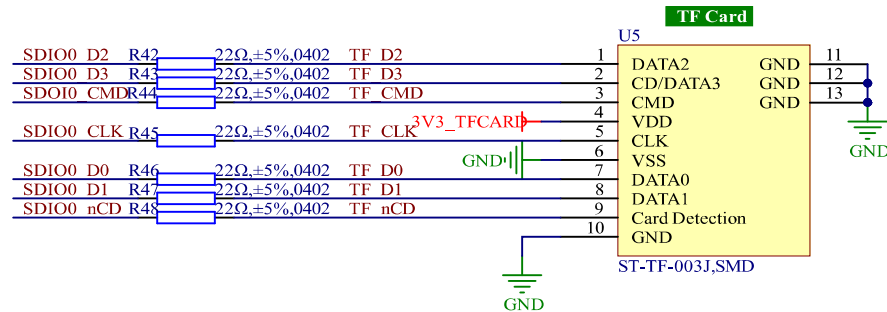 TF Card
U5
SDIO0_D2 R42 22Ω,±5%,0402 TF_D2 1 DATA2 GND 11
SDIO0_D3 R43 22Ω,±5%,0402 TF_D3 2 CD/DATA3 GND 12
SDOI0_CMD R44 22Ω,±5%,0402 TF_CMD 3 CMD GND 13
3V3_TFCARD 4 VDD
SDIO0_CLK R45 22Ω,±5%,0402 TF_CLK 5 CLK
GND 6 VSS
GND
SDIO0_D0 R46 22Ω,±5%,0402 TF_D0 7 DATA0
SDIO0_D1 R47 22Ω,±5%,0402 TF_D1 8 DATA1
SDIO0_nCD R48 22Ω,±5%,0402 TF_nCD 9 Card Detection
10 GND
ST-TF-003J,SMD
GND